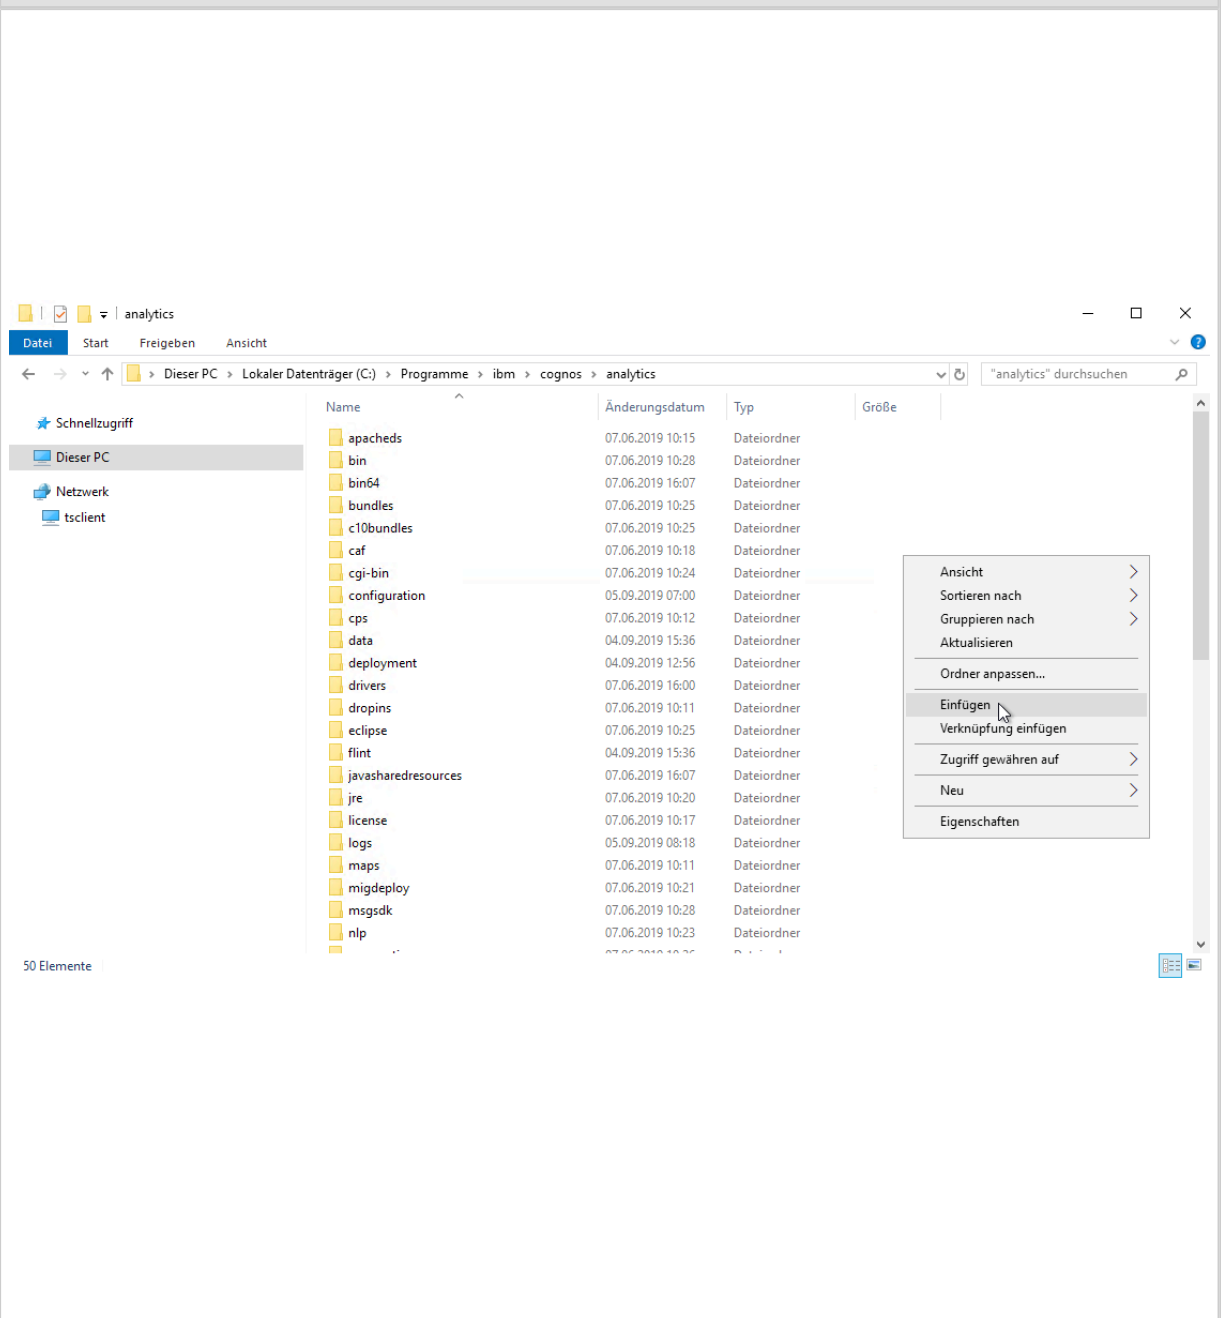 analytics
Datei Start Freigeben Ansicht
Dieser PC Lokaler Datenträger (C:) Programme ibm cognos analytics "analytics" durchsuchen
Schnellzugriff
Dieser PC
Netzwerk
tsclient
Name Änderungsdatum Typ Größe
apacheds 07.06.2019 10:15 Dateiordner
bin 07.06.2019 10:28 Dateiordner
bin64 07.06.2019 16:07 Dateiordner
bundles 07.06.2019 10:25 Dateiordner
c10bundles 07.06.2019 10:25 Dateiordner
caf 07.06.2019 10:18 Dateiordner
cgi-bin 07.06.2019 10:24 Dateiordner
configuration 05.09.2019 07:00 Dateiordner
cps 07.06.2019 10:12 Dateiordner
data 04.09.2019 15:36 Dateiordner
deployment 04.09.2019 12:56 Dateiordner
drivers 07.06.2019 16:00 Dateiordner
dropins 07.06.2019 10:11 Dateiordner
eclipse 07.06.2019 10:25 Dateiordner
flint 04.09.2019 15:36 Dateiordner
javasharedresources 07.06.2019 16:07 Dateiordner
jre 07.06.2019 10:20 Dateiordner
license 07.06.2019 10:17 Dateiordner
logs 05.09.2019 08:18 Dateiordner
maps 07.06.2019 10:11 Dateiordner
migdeploy 07.06.2019 10:21 Dateiordner
msgsdk 07.06.2019 10:28 Dateiordner
nlp 07.06.2019 10:23 Dateiordner
Ansicht
Sortieren nach
Gruppieren nach
Aktualisieren
Ordner anpassen...
Einfügen
Verknüpfung einfügen
Zugriff gewähren auf
Neu
Eigenschaften
50 Elemente